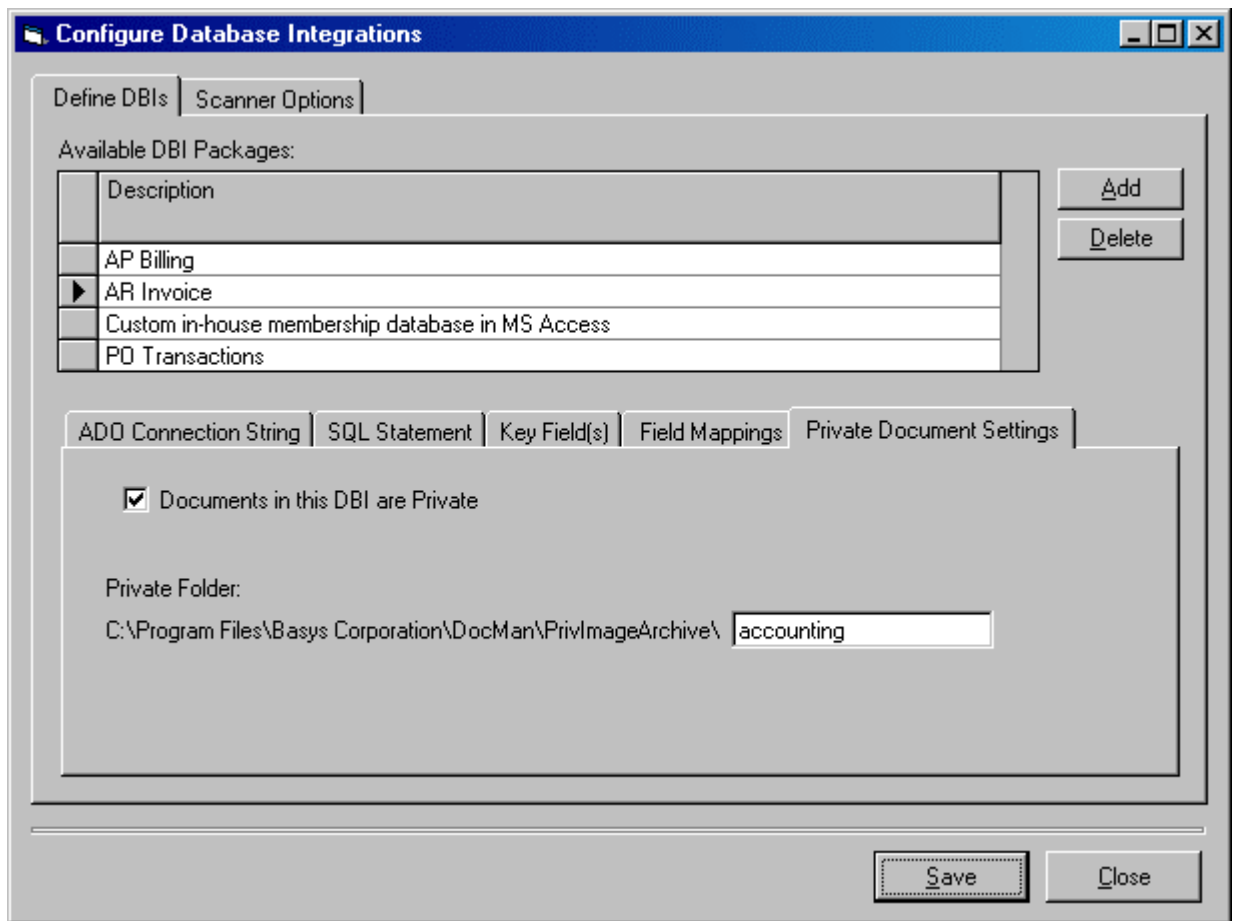 Configure Database Integrations
Define DBIs Scanner Options
Available DBI Packages:
Description
Add
Delete
AP Billing
AR Invoice
Custom in-house membership database in MS Access
PO Transactions
ADO Connection String SQL Statement Key Field(s) Field Mappings Private Document Settings
Documents in this DBI are Private
Private Folder:
C:\Program Files\Basys Corporation\DocMan\PrivImageArchive\ accounting
Save Close